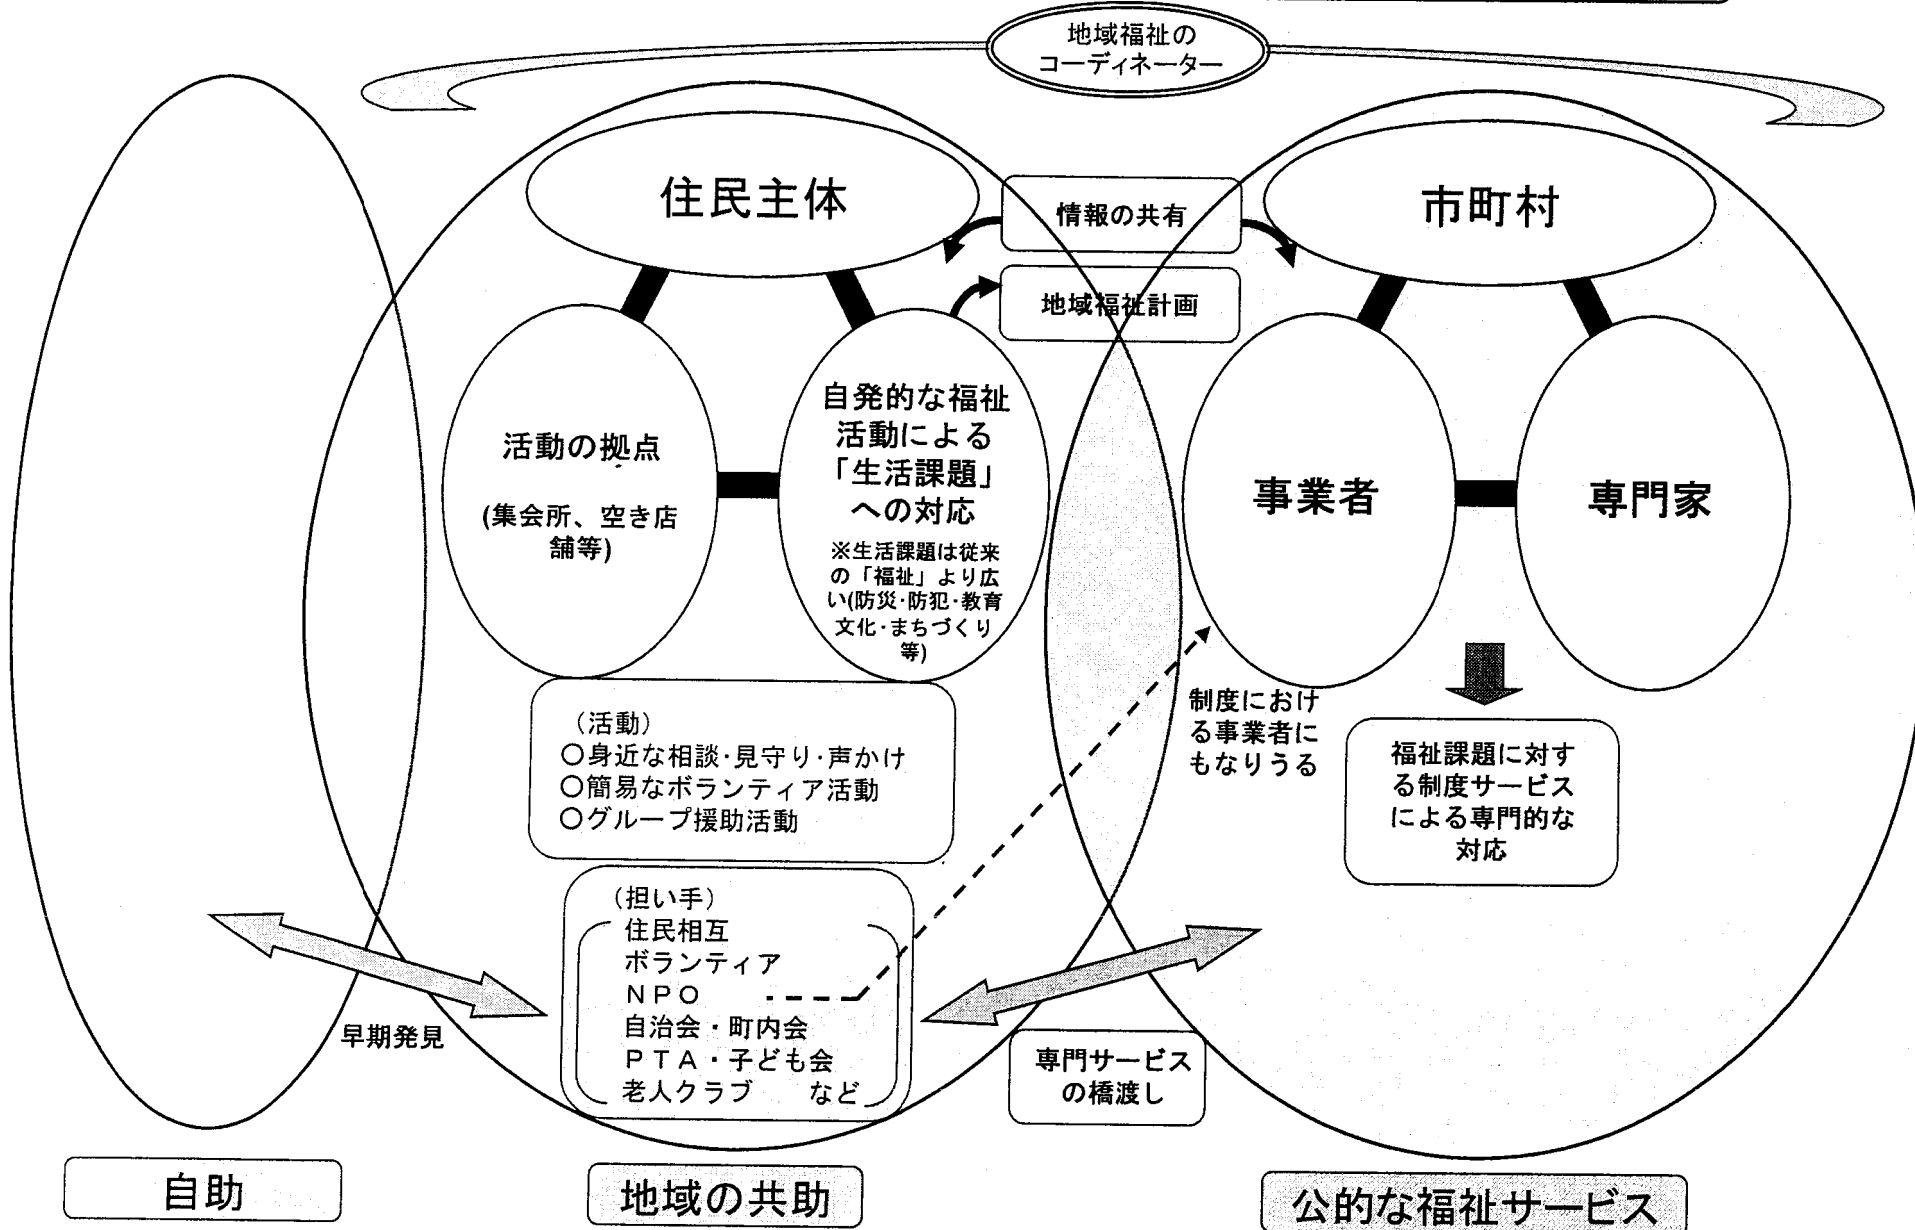 地域福祉の
コーディネーター
住民主体
情報の共有
市町村
地域福祉計画
活動の拠点
(集会所、空き店
舗等)
自発的な福祉
活動による
「生活課題」
への対応
※生活課題は従来
の「福祉」より広
い(防災･防犯･教育
文化･まちづくり
等)
事業者
専門家
制度におけ
る事業者に
もなりうる
福祉課題に対す
る制度サービス
による専門的な
対応
（活動）
○身近な相談･見守り･声かけ
○簡易なボランティア活動
○グループ援助活動
（担い手）
住民相互
ボランティア
ＮＰＯ
自治会・町内会
ＰＴＡ・子ども会
老人クラブ　　など
早期発見
専門サービス
の橋渡し
自助
地域の共助
公的な福祉サービス